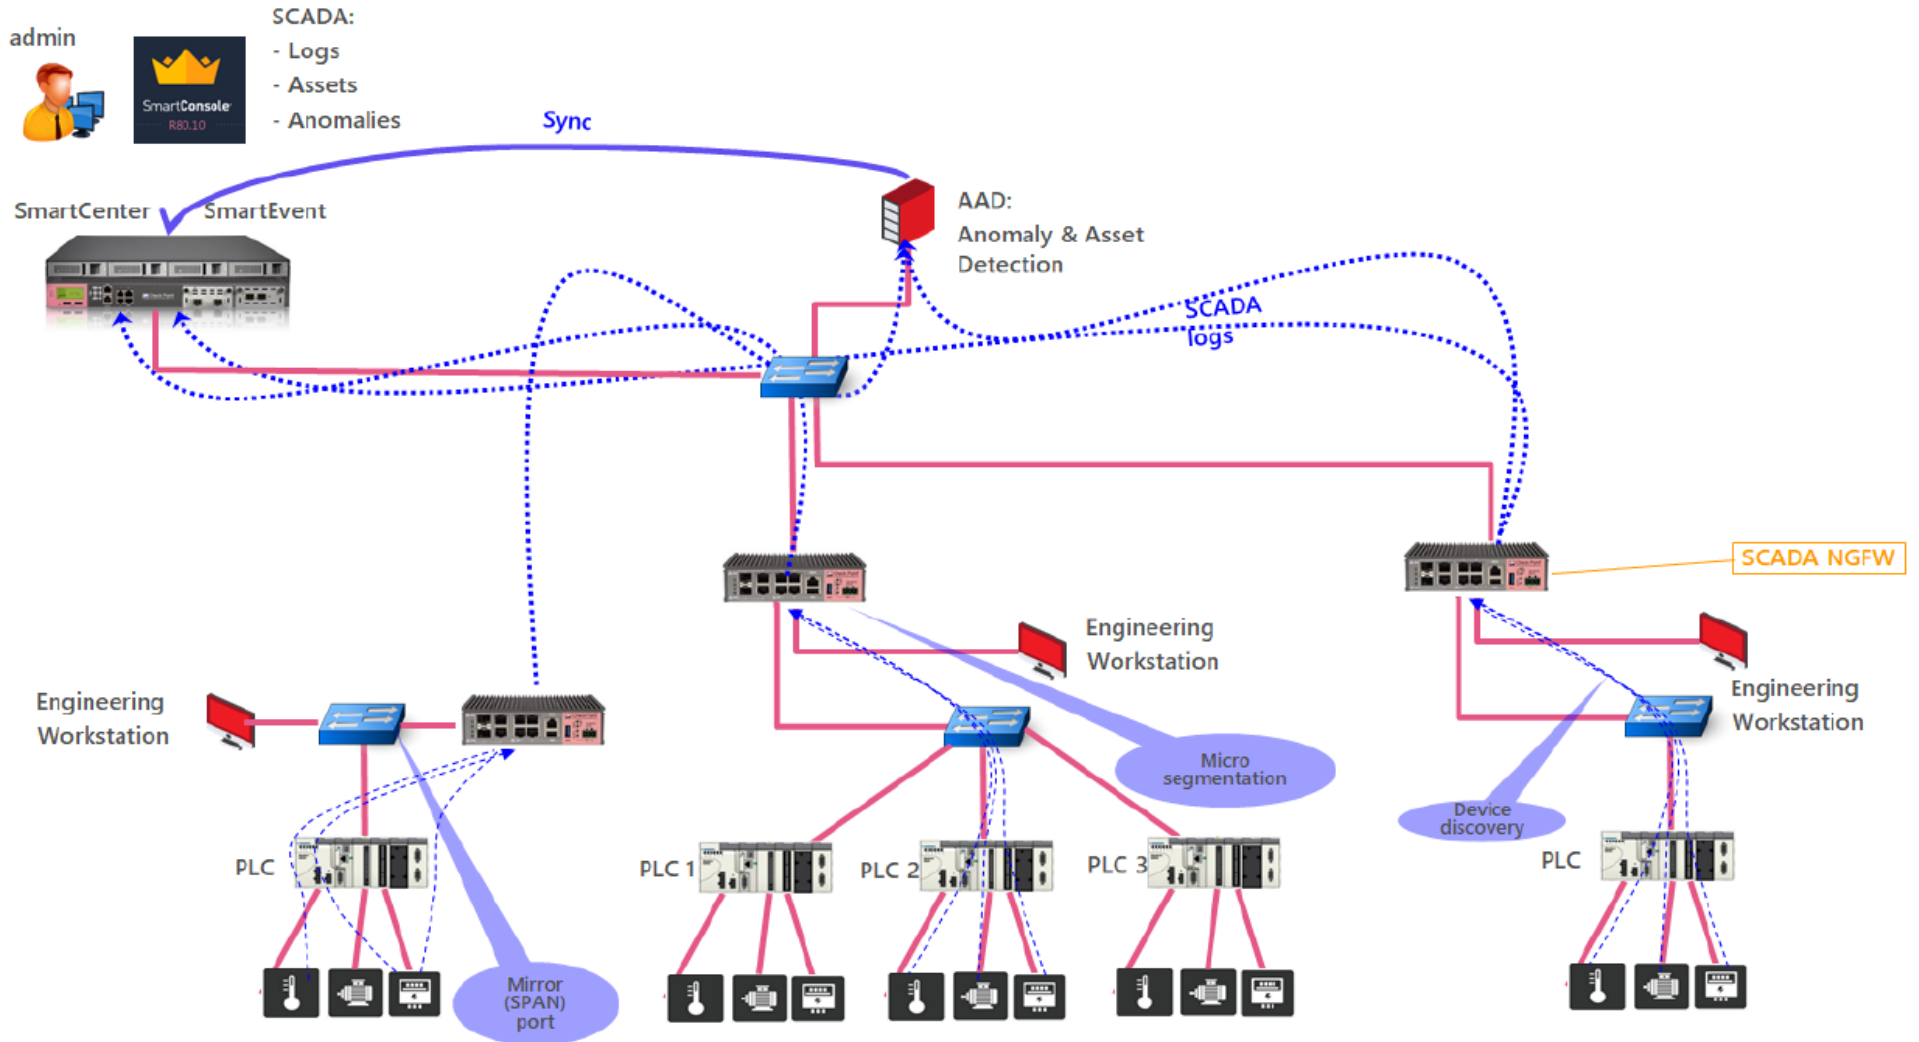 admin
SmartConsole
R80.10
SCADA:
- Logs
- Assets
- Anomalies
Sync
SmartCenter
SmartEvent
AAD:
Anomaly & Asset
Detection
Check Point
SCADA
logs
SCADA NGFW
Engineering
Workstation
Engineering
Workstation
Engineering
Workstation
Micro
segmentation
Device
discovery
PLC
PLC 1
PLC 2
PLC 3
PLC
Mirror
(SPAN)
port